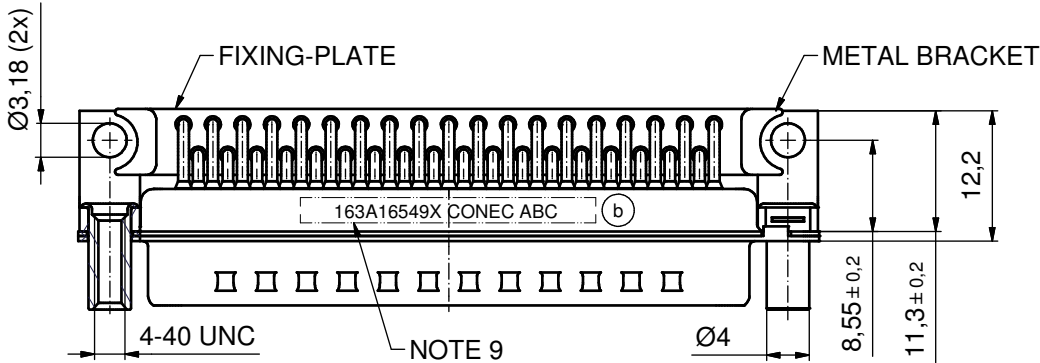 Ø3,18 (2x)
FIXING-PLATE
METAL BRACKET
163A16549X CONEC ABC
b
12,2
8,55±0,2
11,3±0,2
4-40 UNC
NOTE 9
Ø4